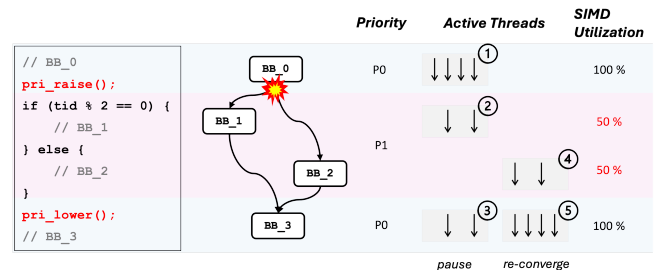 Priority Active Threads SIMD Utilization
// BB_0
pri_raise();
if (tid % 2 == 0) {
// BB_1
} else {
// BB_2
}
pri_lower();
// BB_3
BB_0
BB_1
BB_2
BB_3
P0
P1
P0
1
2
4
3
5
100 %
50 %
50 %
100 %
pause re-converge